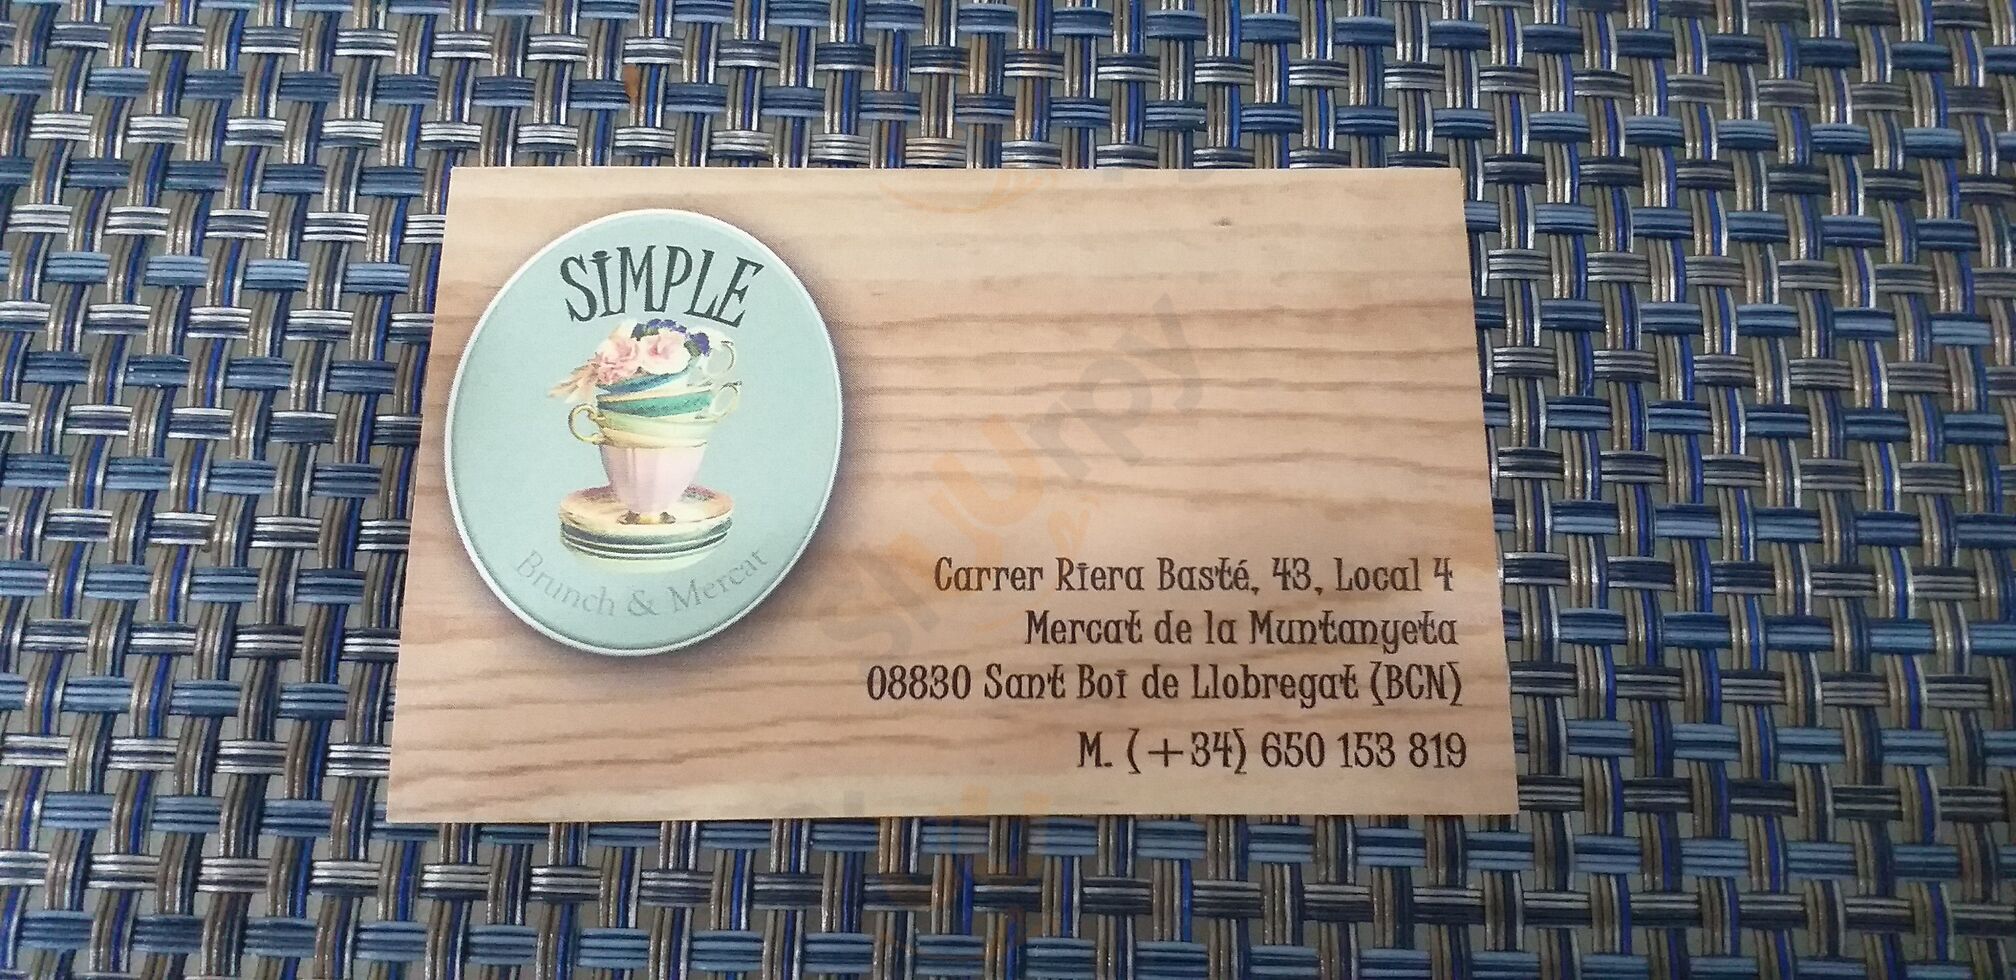 SIMPLE
Brunch & Mercat
Carrer Riera Basté, 43, Local 4
Mercat de la Muntanyeta
08830 Sant Boi de Llobregat (BCN)
M. (+34) 650 153 819